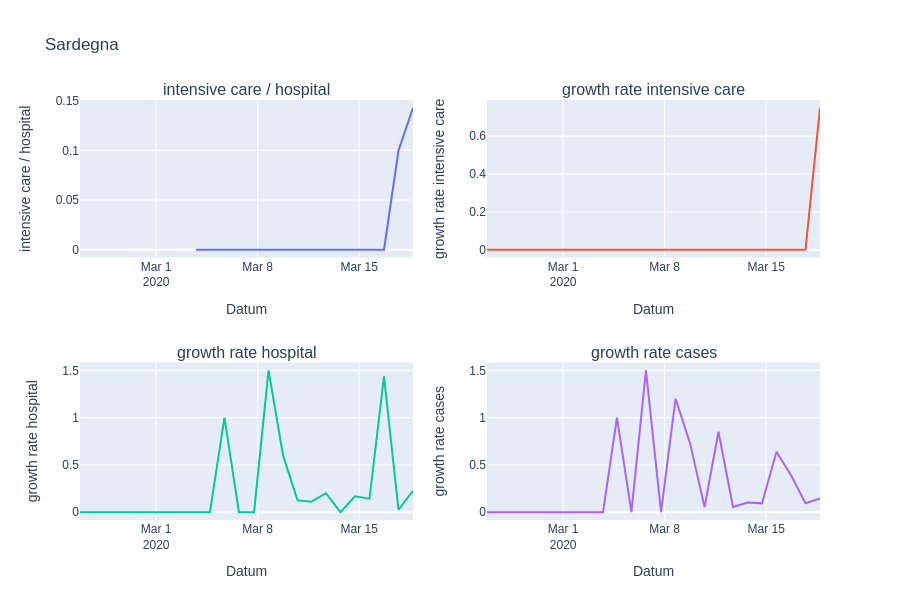 Sardegna
intensive care / hospital
growth rate intensive care
intensive care / hospital
0.15
0.1
0.05
0
Mar 1
2020
Mar 8
Mar 15
Datum
growth rate intensive care
0.6
0.4
0.2
0
Mar 1
2020
Mar 8
Mar 15
Datum
growth rate hospital
growth rate cases
growth rate hospital
1.5
1
0.5
0
Mar 1
2020
Mar 8
Mar 15
Datum
growth rate cases
1.5
1
0.5
0
Mar 1
2020
Mar 8
Mar 15
Datum